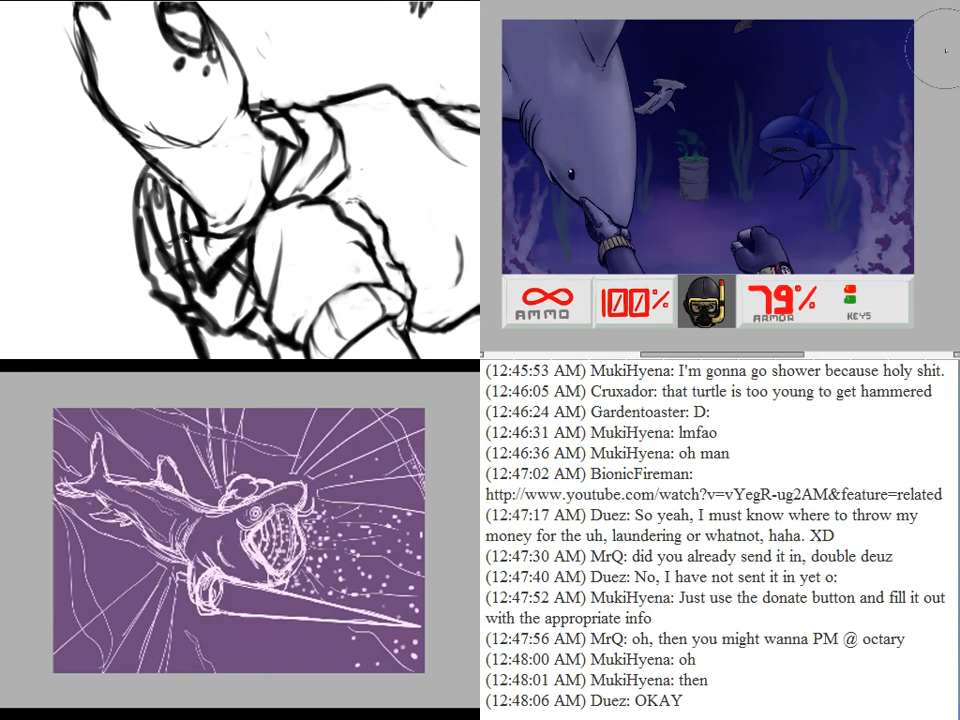 ∞ 100% 79%
AMMO ARMOR KEYS
(12:45:53 AM) MukiHyena: I'm gonna go shower because holy shit.
(12:46:05 AM) Cruxador: that turtle is too young to get hammered
(12:46:24 AM) Gardentoaster: D:
(12:46:31 AM) MukiHyena: lmfao
(12:46:36 AM) MukiHyena: oh man
(12:47:02 AM) BionicFireman:
http://www.youtube.com/watch?v=vYegR-ug2AM&feature=related
(12:47:17 AM) Duez: So yeah, I must know where to throw my
money for the uh, laundering or whatnot, haha. XD
(12:47:30 AM) MrQ: did you already send it in, double deuz
(12:47:40 AM) Duez: No, I have not sent it in yet o:
(12:47:52 AM) MukiHyena: Just use the donate button and fill it out
with the appropriate info
(12:47:56 AM) MrQ: oh, then you might wanna PM @ octary
(12:48:00 AM) MukiHyena: oh
(12:48:01 AM) MukiHyena: then
(12:48:06 AM) Duez: OKAY